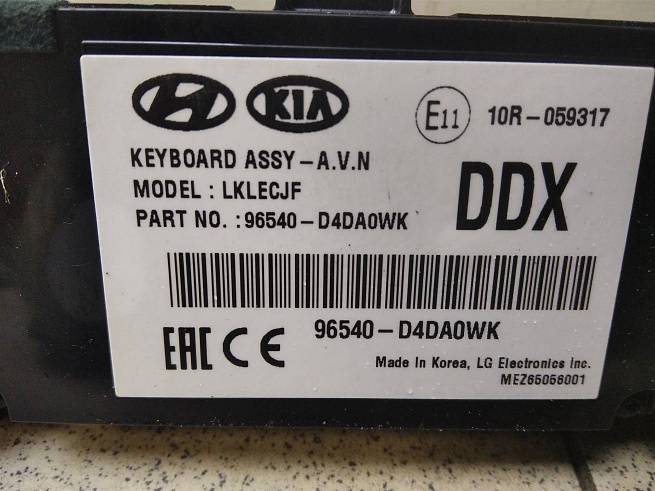 KIA
E11 10R-059317
KEYBOARD ASSY-A.V.N
MODEL : LKLECJF
PART NO. : 96540-D4DA0WK
DDX
96540-D4DA0WK
EAC CE
Made In Korea, LG Electronics Inc.
MEZ65056001